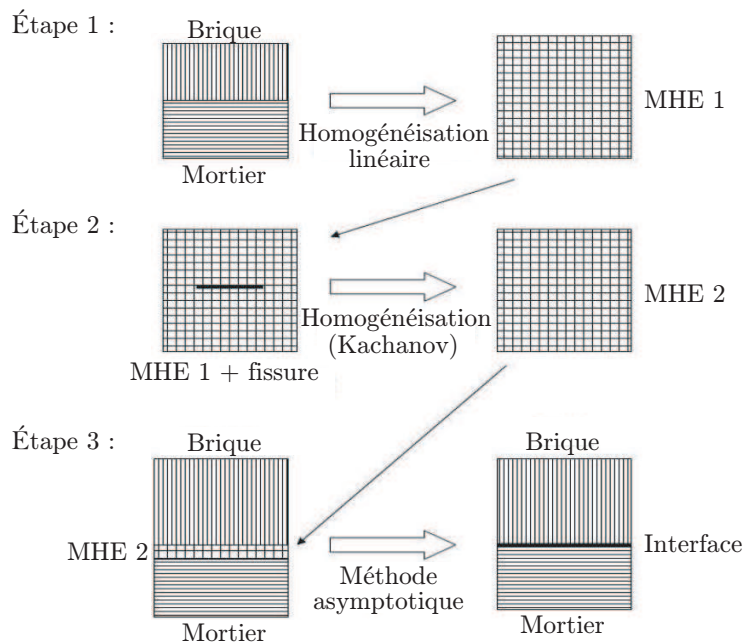 Étape 1 :
Brique
MHE 1
Homogénéisation
linéaire
Mortier
Étape 2 :
MHE 2
Homogénéisation
(Kachanov)
MHE 1 + fissure
Étape 3 :
Brique
Brique
MHE 2
Interface
Méthode
asymptotique
Mortier
Mortier